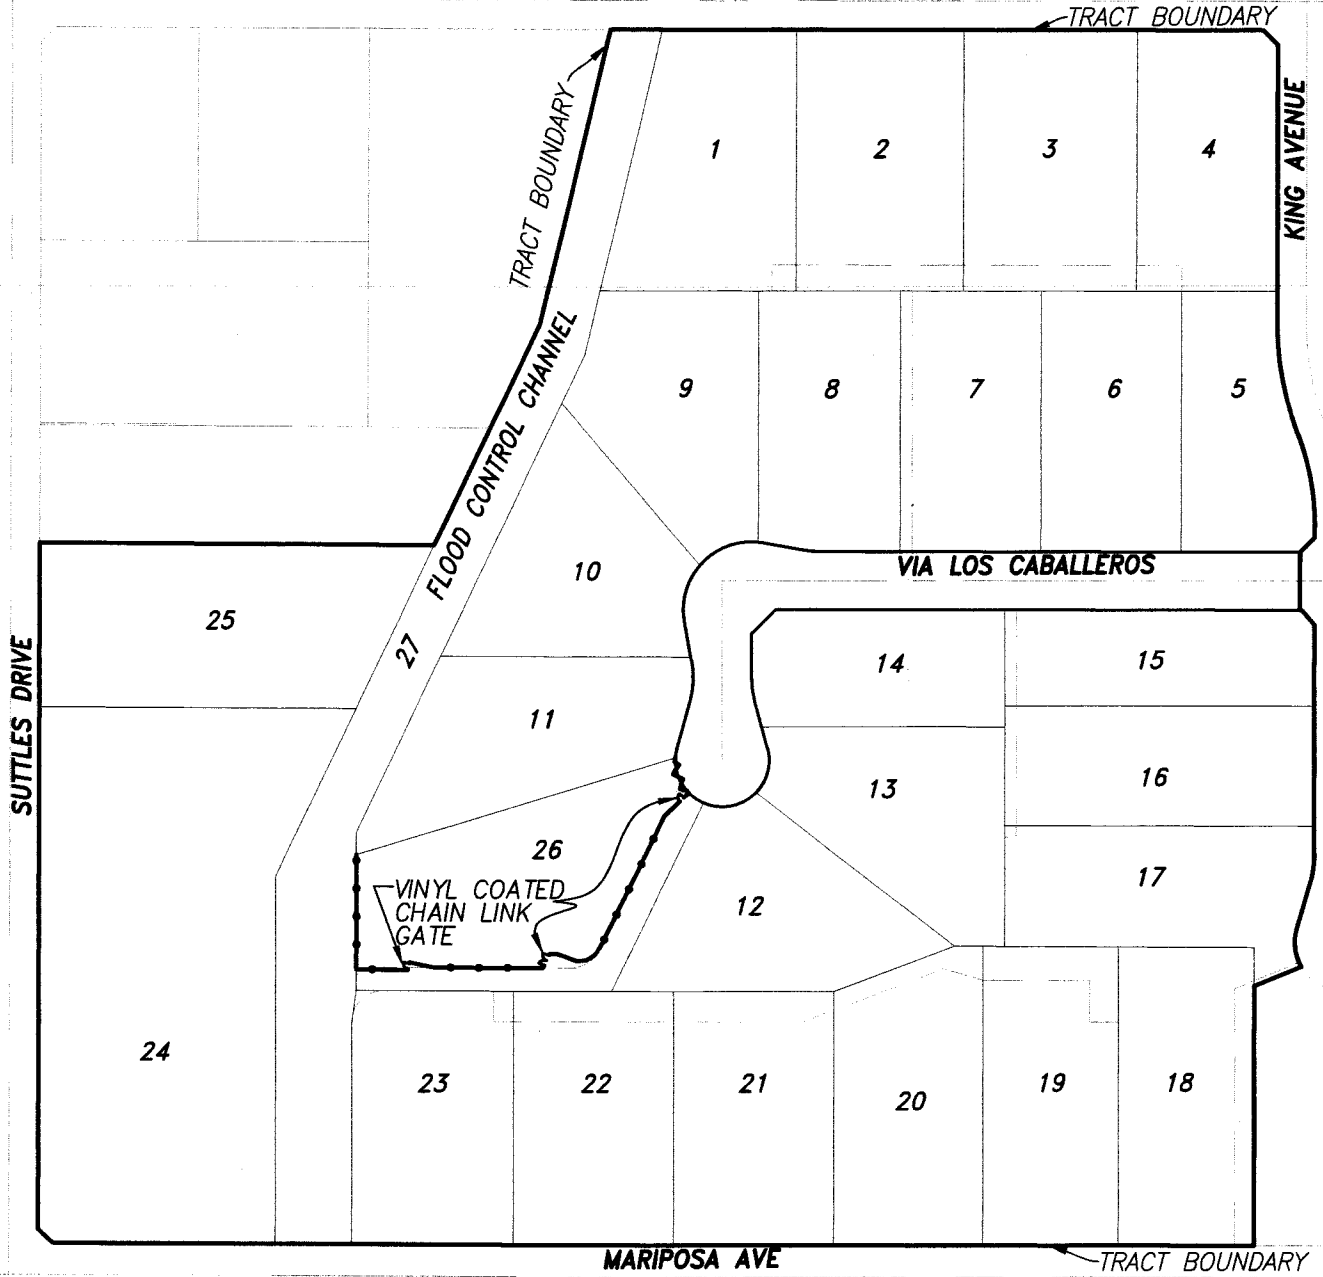 TRACT BOUNDARY
KING AVENUE
TRACT BOUNDARY
1
2
3
4
FLOOD CONTROL CHANNEL
9
8
7
6
5
10
VIA LOS CABALLEROS
25
27
SUTTLES DRIVE
14
15
11
13
16
26
17
VINYL COATED
CHAIN LINK
GATE
12
24
23
22
21
20
19
18
MARIPOSA AVE
TRACT BOUNDARY